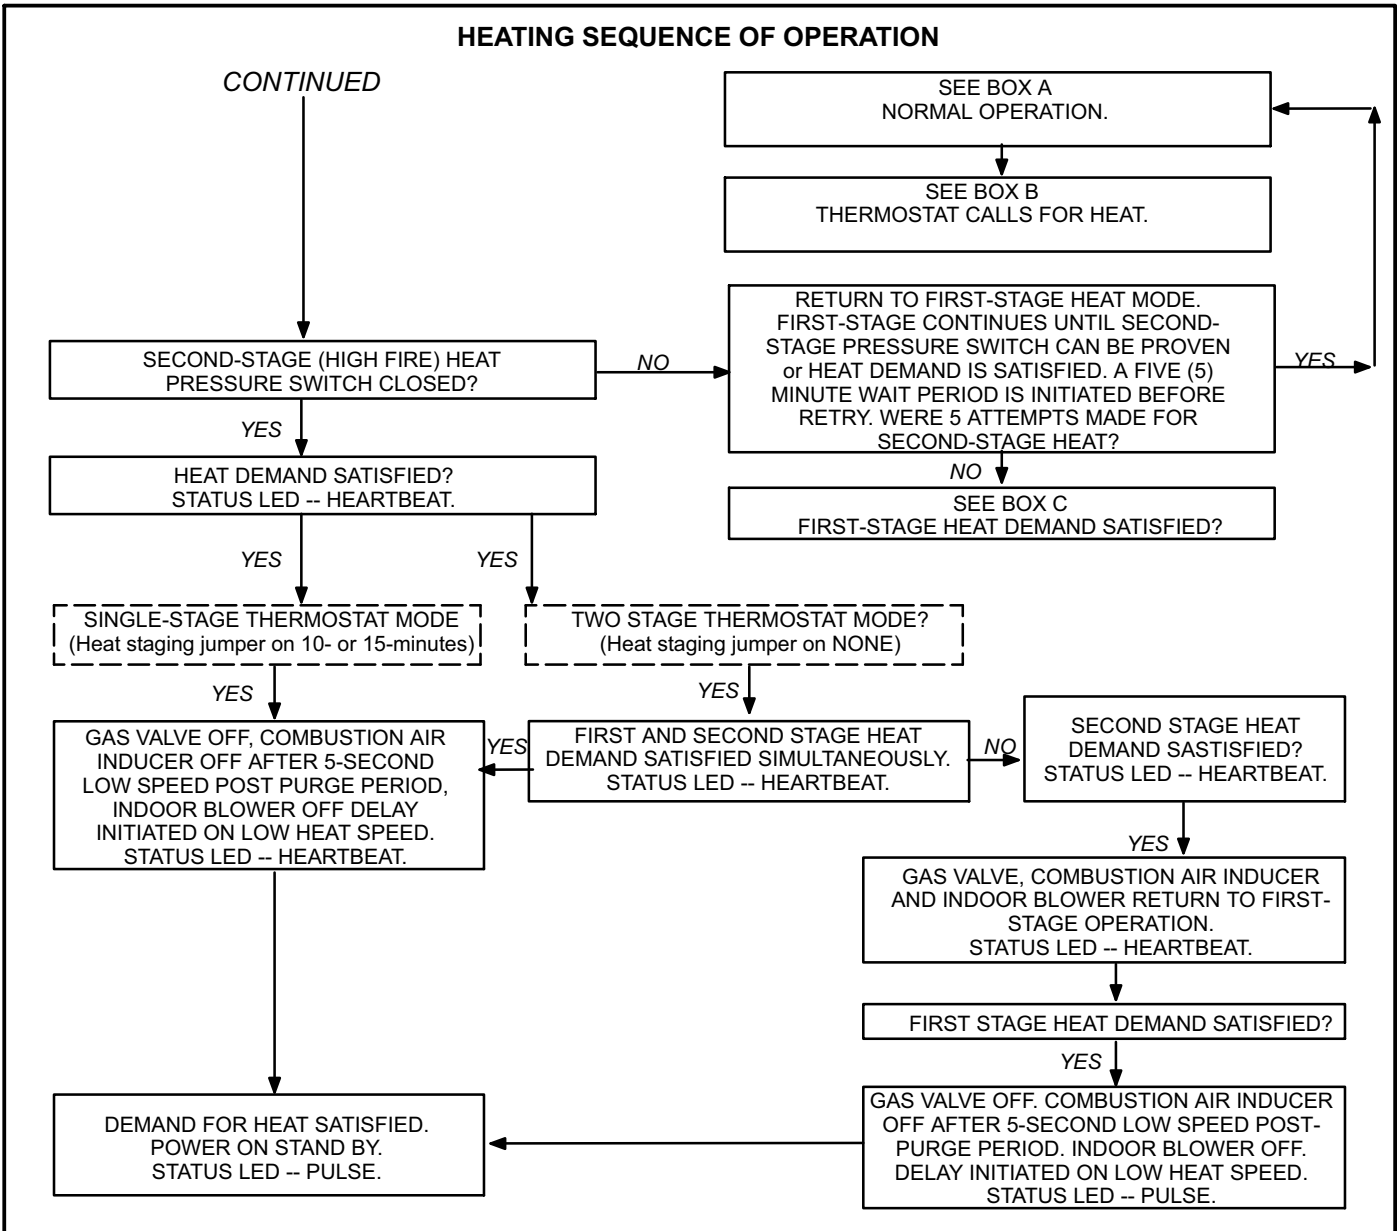 HEATING SEQUENCE OF OPERATION
CONTINUED
SEE BOX A
NORMAL OPERATION.
SEE BOX B
THERMOSTAT CALLS FOR HEAT.
SECOND-STAGE (HIGH FIRE) HEAT
PRESSURE SWITCH CLOSED?
NO
RETURN TO FIRST-STAGE HEAT MODE.
FIRST-STAGE CONTINUES UNTIL SECOND-
STAGE PRESSURE SWITCH CAN BE PROVEN
or HEAT DEMAND IS SATISFIED. A FIVE (5)
MINUTE WAIT PERIOD IS INITIATED BEFORE
RETRY. WERE 5 ATTEMPTS MADE FOR
SECOND-STAGE HEAT?
YES
YES
NO
HEAT DEMAND SATISFIED?
STATUS LED -- HEARTBEAT.
SEE BOX C
FIRST-STAGE HEAT DEMAND SATISFIED?
YES
YES
SINGLE-STAGE THERMOSTAT MODE
(Heat staging jumper on 10- or 15-minutes)
TWO STAGE THERMOSTAT MODE?
(Heat staging jumper on NONE)
YES
YES
GAS VALVE OFF, COMBUSTION AIR
INDUCER OFF AFTER 5-SECOND
LOW SPEED POST PURGE PERIOD,
INDOOR BLOWER OFF DELAY
INITIATED ON LOW HEAT SPEED.
STATUS LED -- HEARTBEAT.
YES
FIRST AND SECOND STAGE HEAT
DEMAND SATISFIED SIMULTANEOUSLY.
STATUS LED -- HEARTBEAT.
NO
SECOND STAGE HEAT
DEMAND SASTISFIED?
STATUS LED -- HEARTBEAT.
YES
GAS VALVE, COMBUSTION AIR INDUCER
AND INDOOR BLOWER RETURN TO FIRST-
STAGE OPERATION.
STATUS LED -- HEARTBEAT.
FIRST STAGE HEAT DEMAND SATISFIED?
YES
GAS VALVE OFF. COMBUSTION AIR INDUCER
OFF AFTER 5-SECOND LOW SPEED POST-
PURGE PERIOD. INDOOR BLOWER OFF.
DELAY INITIATED ON LOW HEAT SPEED.
STATUS LED -- PULSE.
DEMAND FOR HEAT SATISFIED.
POWER ON STAND BY.
STATUS LED -- PULSE.